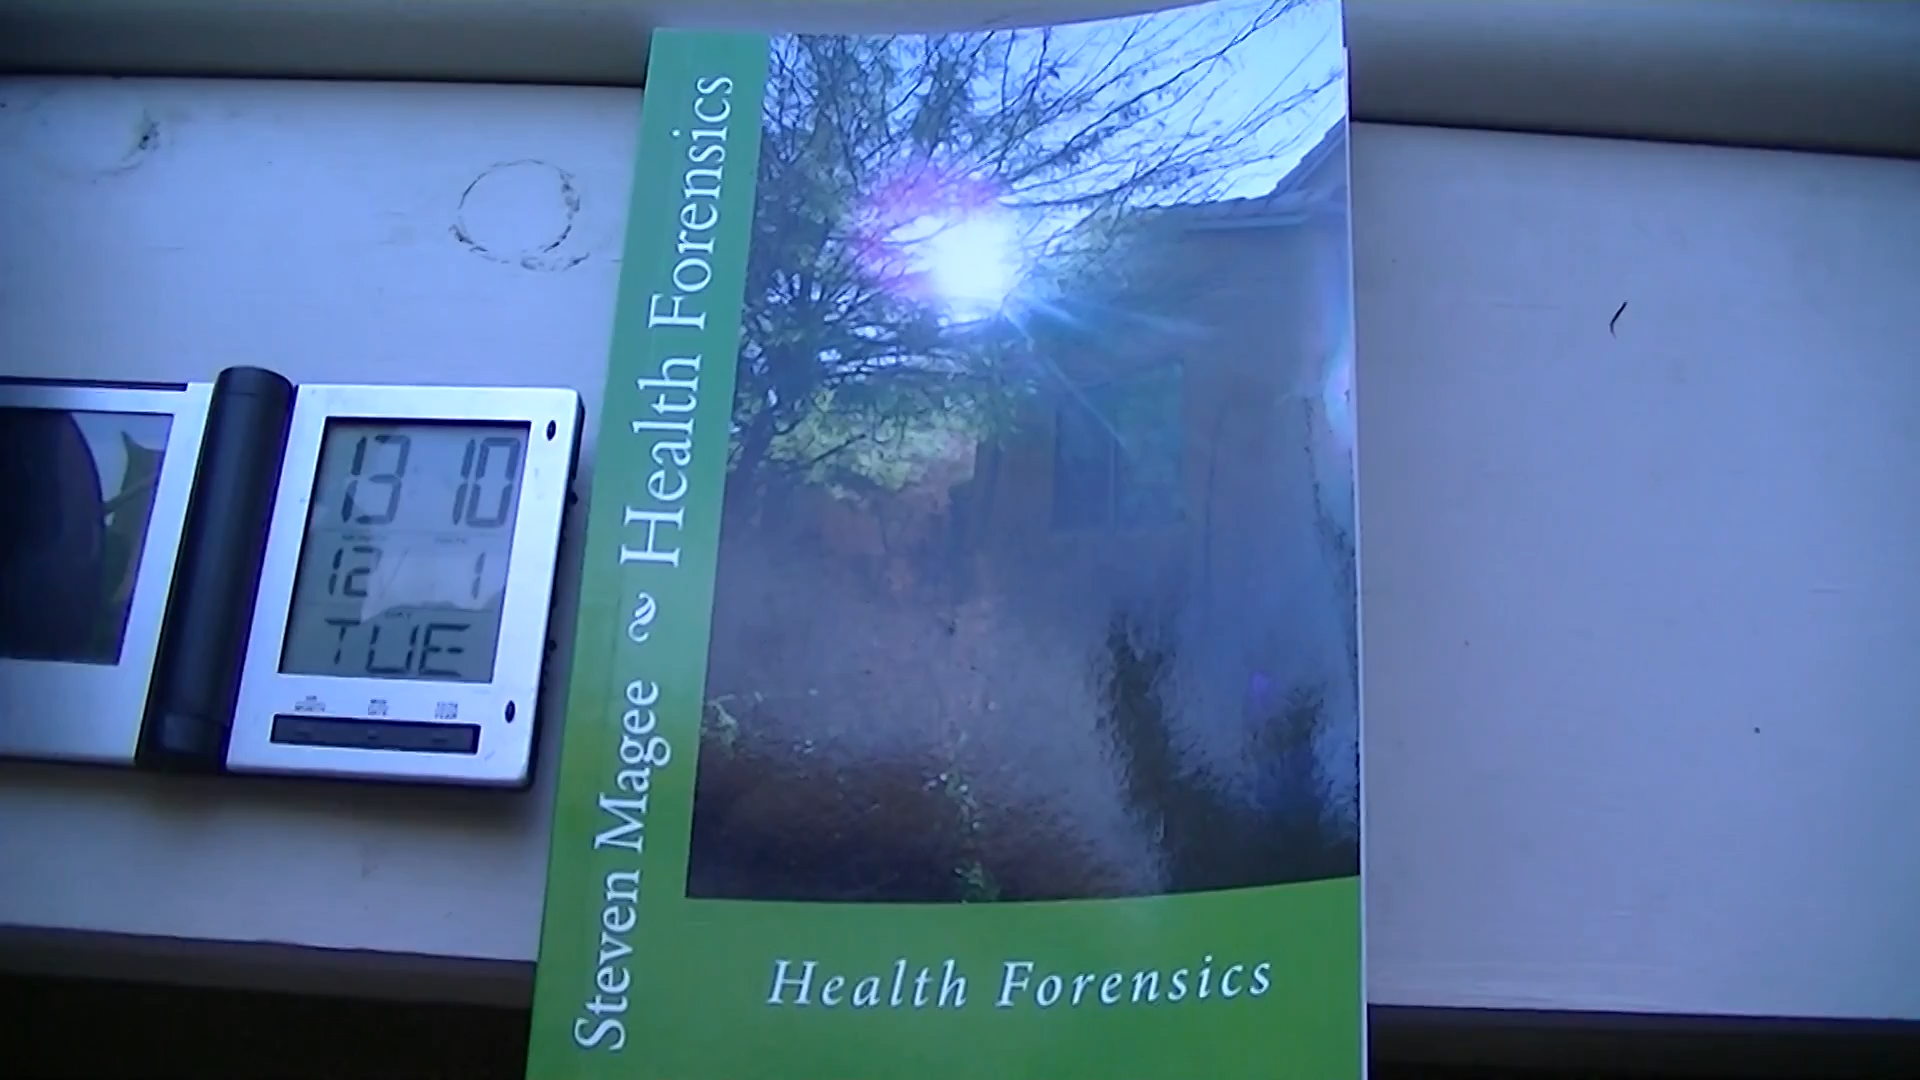 13 10
12/ 1
TUE
Steven Magee ~ Health Forensics
Health Forensics